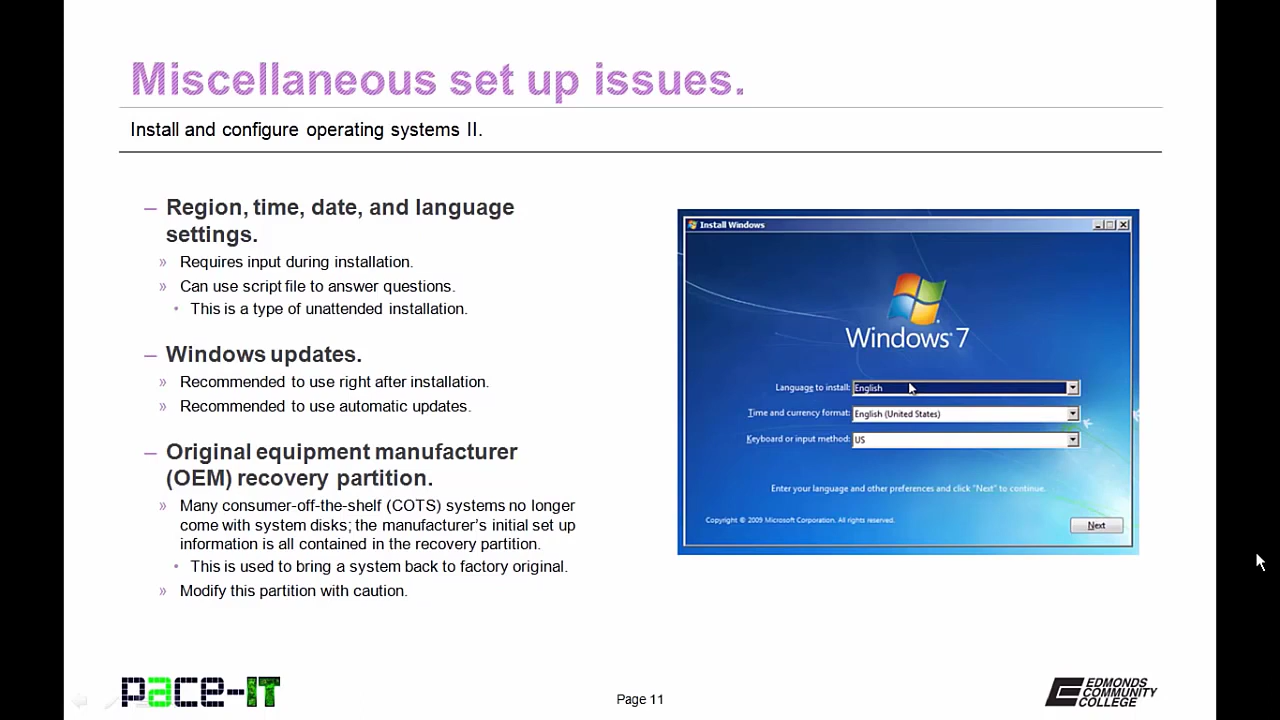 Miscellaneous set up issues.
Install and configure operating systems II.
– Region, time, date, and language
settings.
» Requires input during installation.
» Can use script file to answer questions.
• This is a type of unattended installation.
– Windows updates.
» Recommended to use right after installation.
» Recommended to use automatic updates.
– Original equipment manufacturer
(OEM) recovery partition.
» Many consumer-off-the-shelf (COTS) systems no longer
come with system disks; the manufacturer's initial set up
information is all contained in the recovery partition.
• This is used to bring a system back to factory original.
» Modify this partition with caution.
Install Windows
Windows 7
Language to install: English
Time and currency format: English (United States)
Keyboard or input method: US
Enter your language and other preferences and click "Next" to continue.
Copyright © 2009 Microsoft Corporation. All rights reserved.
Next
pace-IT
Page 11
EDMONDS
COMMUNITY
COLLEGE